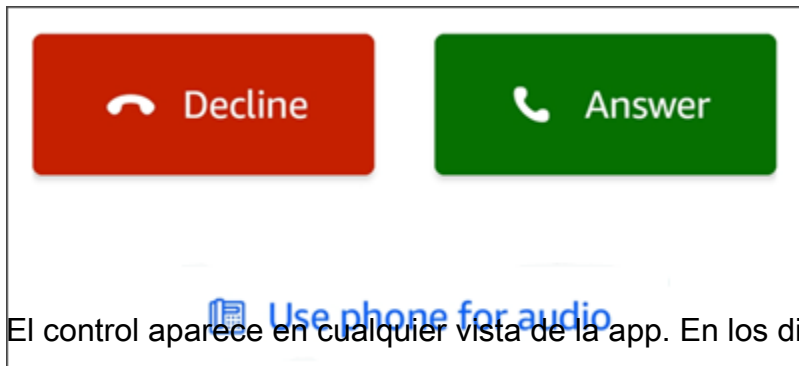 Decline
Answer
Use phone for audio
El control aparece en cualquier vista de la app. En los di